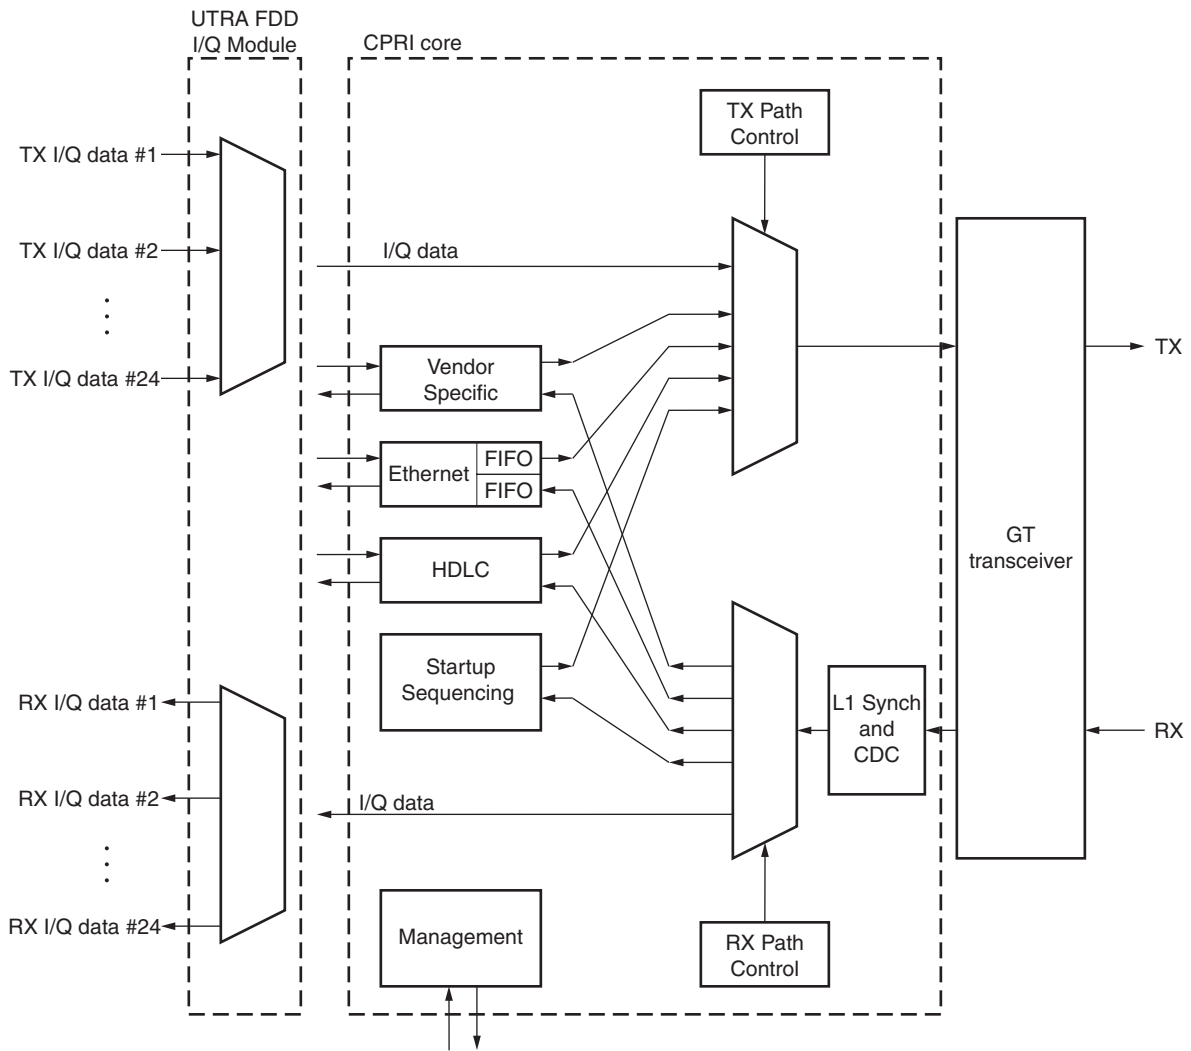 UTRA FDD
I/Q Module
CPRI core
TX Path
Control
TX I/Q data #1
TX I/Q data #2
TX I/Q data #24
I/Q data
Vendor
Specific
TX
Ethernet
FIFO
FIFO
HDLC
GT
transceiver
Startup
Sequencing
RX I/Q data #1
RX I/Q data #2
RX I/Q data #24
L1 Synch
and
CDC
RX
I/Q data
Management
RX Path
Control